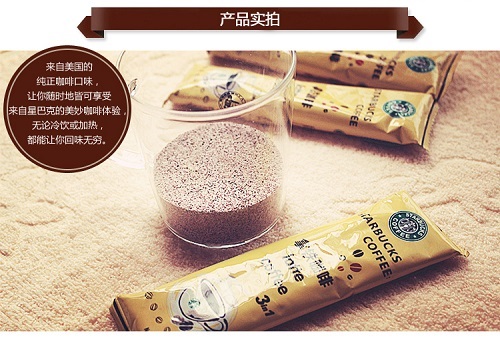 产品实拍
来自美国的
纯正咖啡口味，
让你随时随地皆可享受
来自星巴克的美妙咖啡体验，
无论冷饮或加热，
都能让你回味无穷。
STARBUCKS
COFFEE
STARBUCKS
COFFEE
STARBUCKS
COFFEE
coffee
3in1